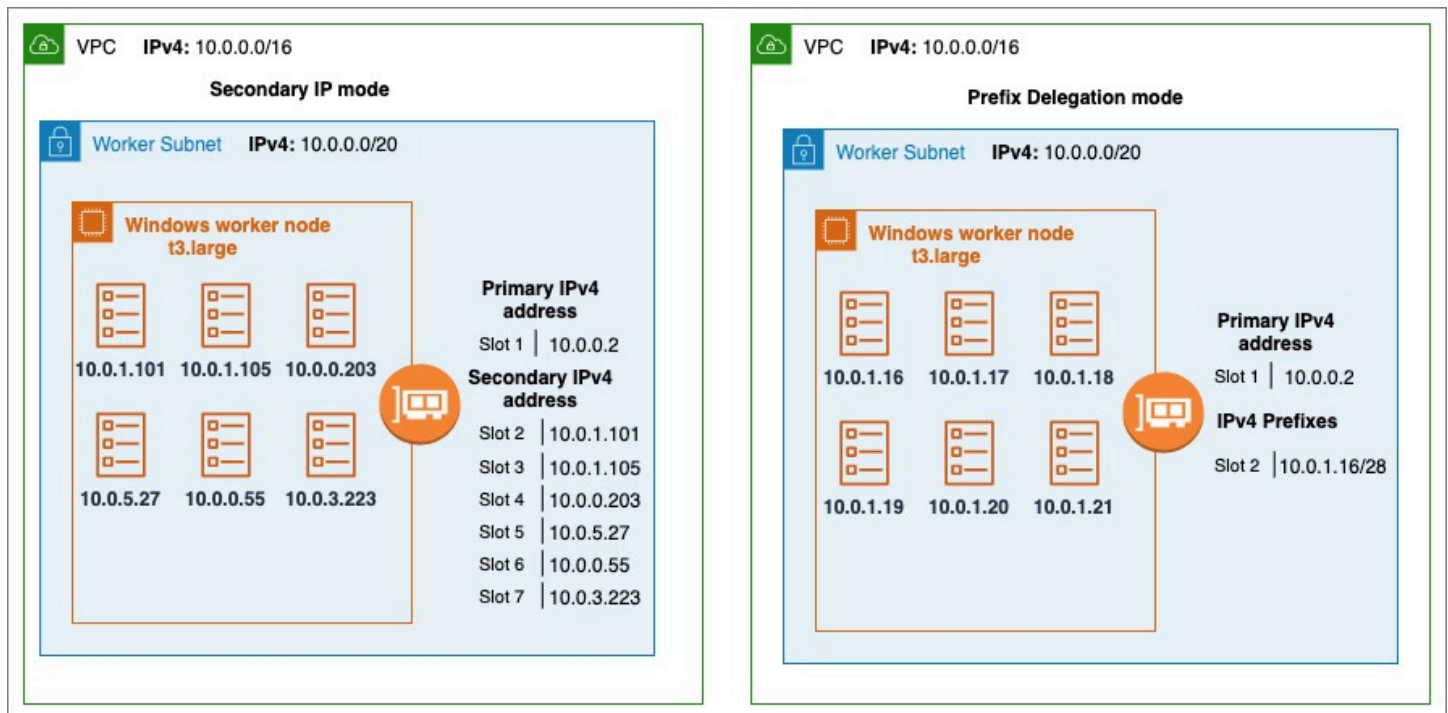 VPC IPv4: 10.0.0.0/16
Secondary IP mode
Worker Subnet IPv4: 10.0.0.0/20
Windows worker node
t3.large
10.0.1.101 10.0.1.105 10.0.0.203
10.0.5.27 10.0.0.55 10.0.3.223
Primary IPv4
address
Slot 1 | 10.0.0.2
Secondary IPv4
address
Slot 2 | 10.0.1.101
Slot 3 | 10.0.1.105
Slot 4 | 10.0.0.203
Slot 5 | 10.0.5.27
Slot 6 | 10.0.0.55
Slot 7 | 10.0.3.223
VPC IPv4: 10.0.0.0/16
Prefix Delegation mode
Worker Subnet IPv4: 10.0.0.0/20
Windows worker node
t3.large
10.0.1.16 10.0.1.17 10.0.1.18
10.0.1.19 10.0.1.20 10.0.1.21
Primary IPv4
address
Slot 1 | 10.0.0.2
IPv4 Prefixes
Slot 2 | 10.0.1.16/28